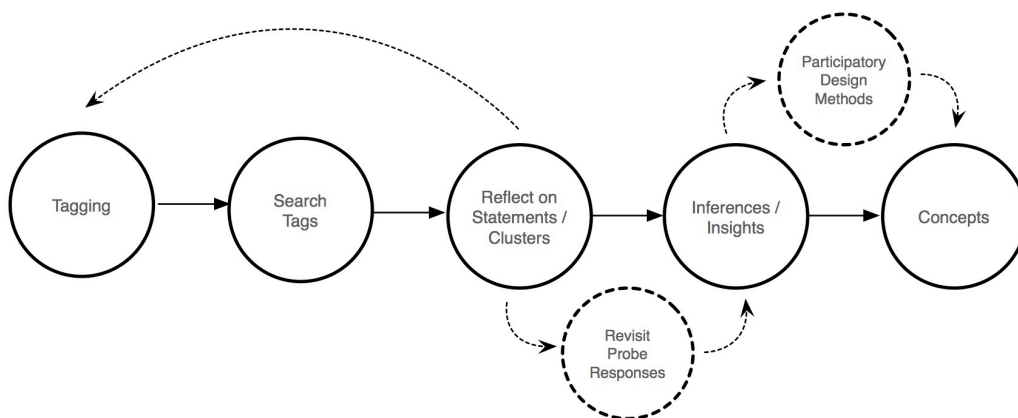 Tagging
Search
Tags
Reflect on
Statements /
Clusters
Revisit
Probe
Responses
Inferences /
Insights
Participatory
Design
Methods
Concepts